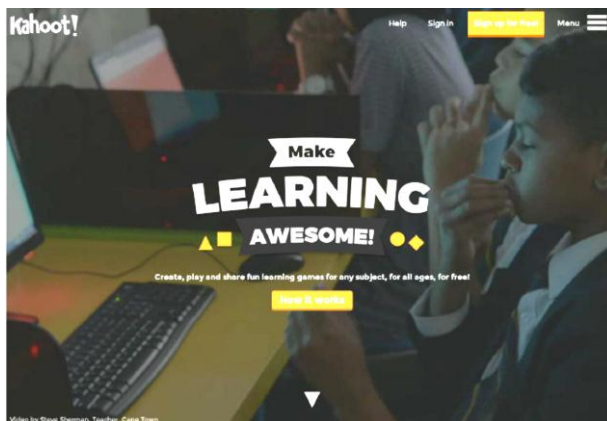 Kahoot!
Help Sign in Sign up for free! Menu
Make
LEARNING
AWESOME!
Create, play and share fun learning games for any subject, for all ages, for free!
How it works
Video by Steve Sherman, Teacher, Cape Town